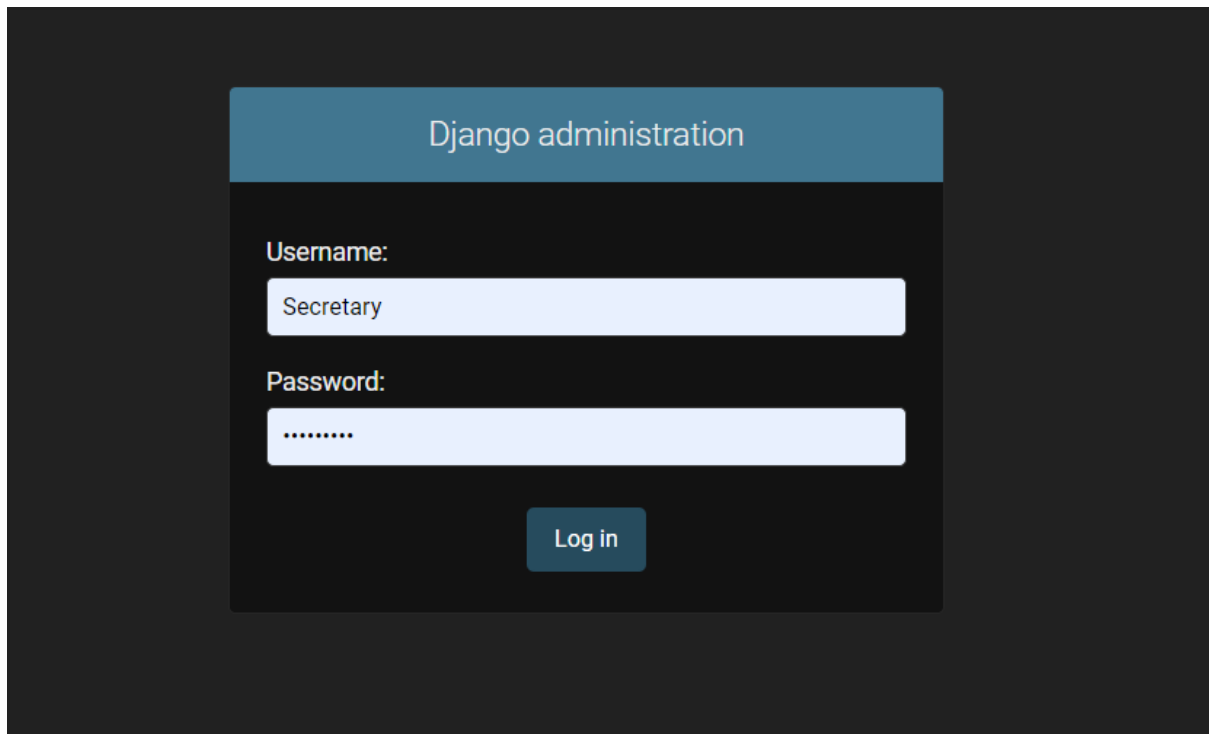 Django administration
Username:
Secretary
Password:
•••••••••
Log in